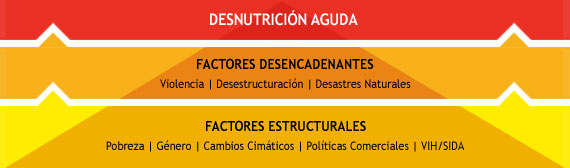 DESNUTRICIÓN AGUDA
FACTORES DESENCADENANTES
Violencia | Desestructuración | Desastres Naturales
FACTORES ESTRUCTURALES
Pobreza | Género | Cambios Cimáticos | Políticas Comerciales | VIH/SIDA